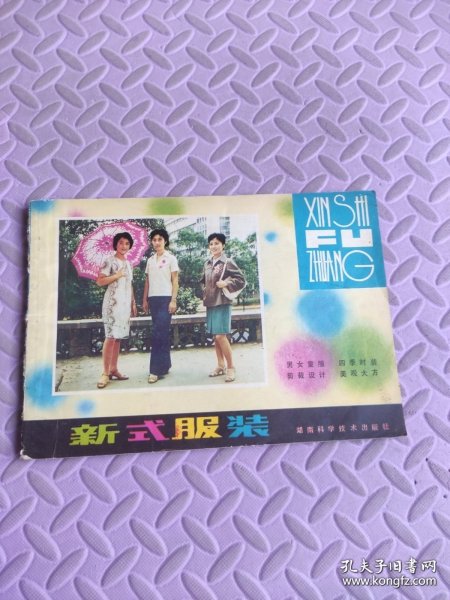 XIN SHI
FU
ZHUANG
男女童服 四季时装
剪裁设计 美观大方
新式服装
湖南科学技术出版社
孔夫子旧书网
www.kongfz.com